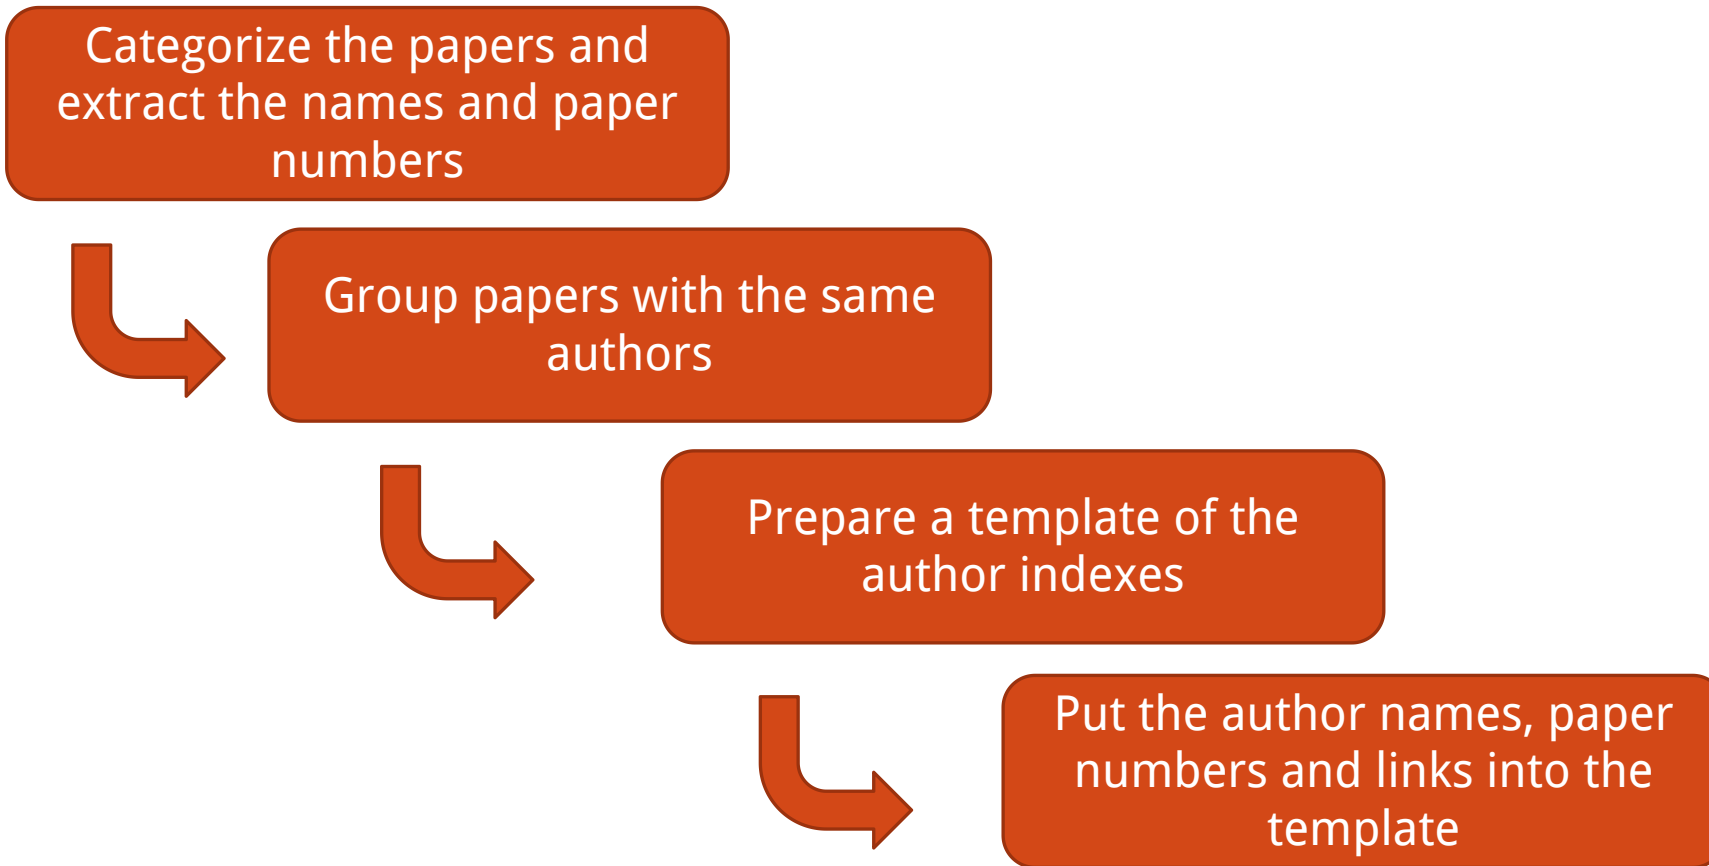 Categorize the papers and
extract the names and paper
numbers
Group papers with the same
authors
Prepare a template of the
author indexes
Put the author names, paper
numbers and links into the
template